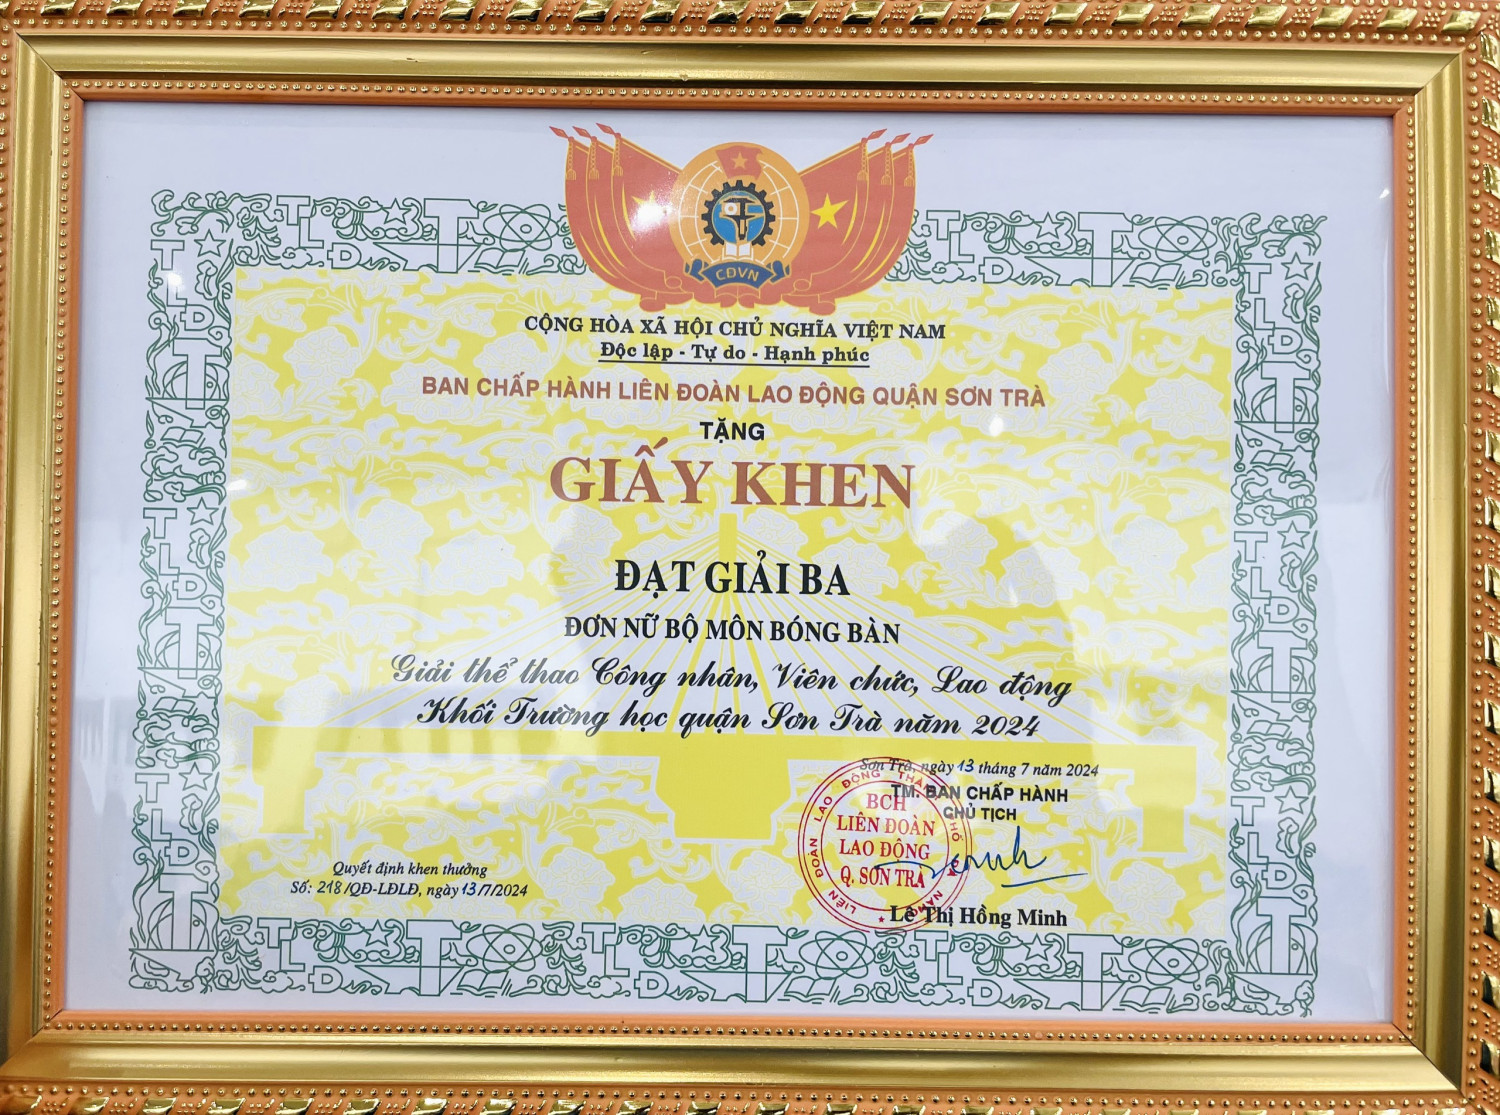 CĐVN
CỘNG HÒA XÃ HỘI CHỦ NGHĨA VIỆT NAM
Độc lập - Tự do - Hạnh phúc
BAN CHẤP HÀNH LIÊN ĐOÀN LAO ĐỘNG QUẬN SƠN TRÀ
TẶNG
GIẤY KHEN
ĐẠT GIẢI BA
ĐƠN NỮ BỘ MÔN BÓNG BÀN
Giải thể thao Công nhân, Viên chức, Lao động
Khối Trường học quận Sơn Trà năm 2024
Sơn Trà, ngày 13 tháng 7 năm 2024
TM. BAN CHẤP HÀNH
CHỦ TỊCH
BCH
LIÊN ĐOÀN
LAO ĐỘNG
Q. SƠN TRÀ
Lê Thị Hồng Minh
Quyết định khen thưởng
Số: 218/QĐ-LĐLĐ, ngày 13/7/2024